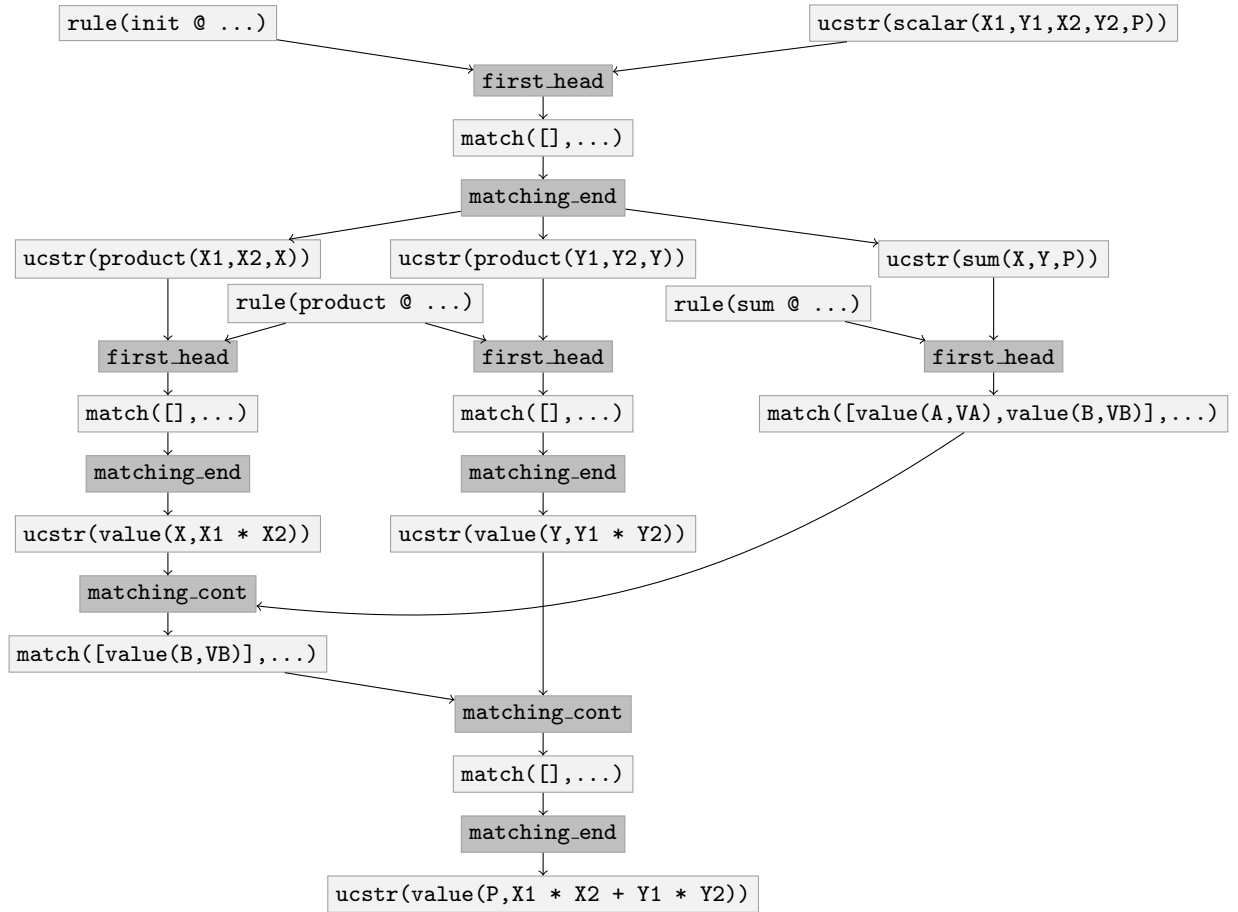 rule(init @ ...)
ucstr(scalar(X1,Y1,X2,Y2,P))
first_head
match([],...)
matching_end
ucstr(product(X1,X2,X))
ucstr(product(Y1,Y2,Y))
ucstr(sum(X,Y,P))
rule(product @ ...)
rule(sum @ ...)
first_head
first_head
first_head
match([],...)
match([],...)
match([value(A,VA),value(B,VB)],...)
matching_end
matching_end
ucstr(value(X,X1 * X2))
ucstr(value(Y,Y1 * Y2))
matching_cont
match([value(B,VB)],...)
matching_cont
match([],...)
matching_end
ucstr(value(P,X1 * X2 + Y1 * Y2))